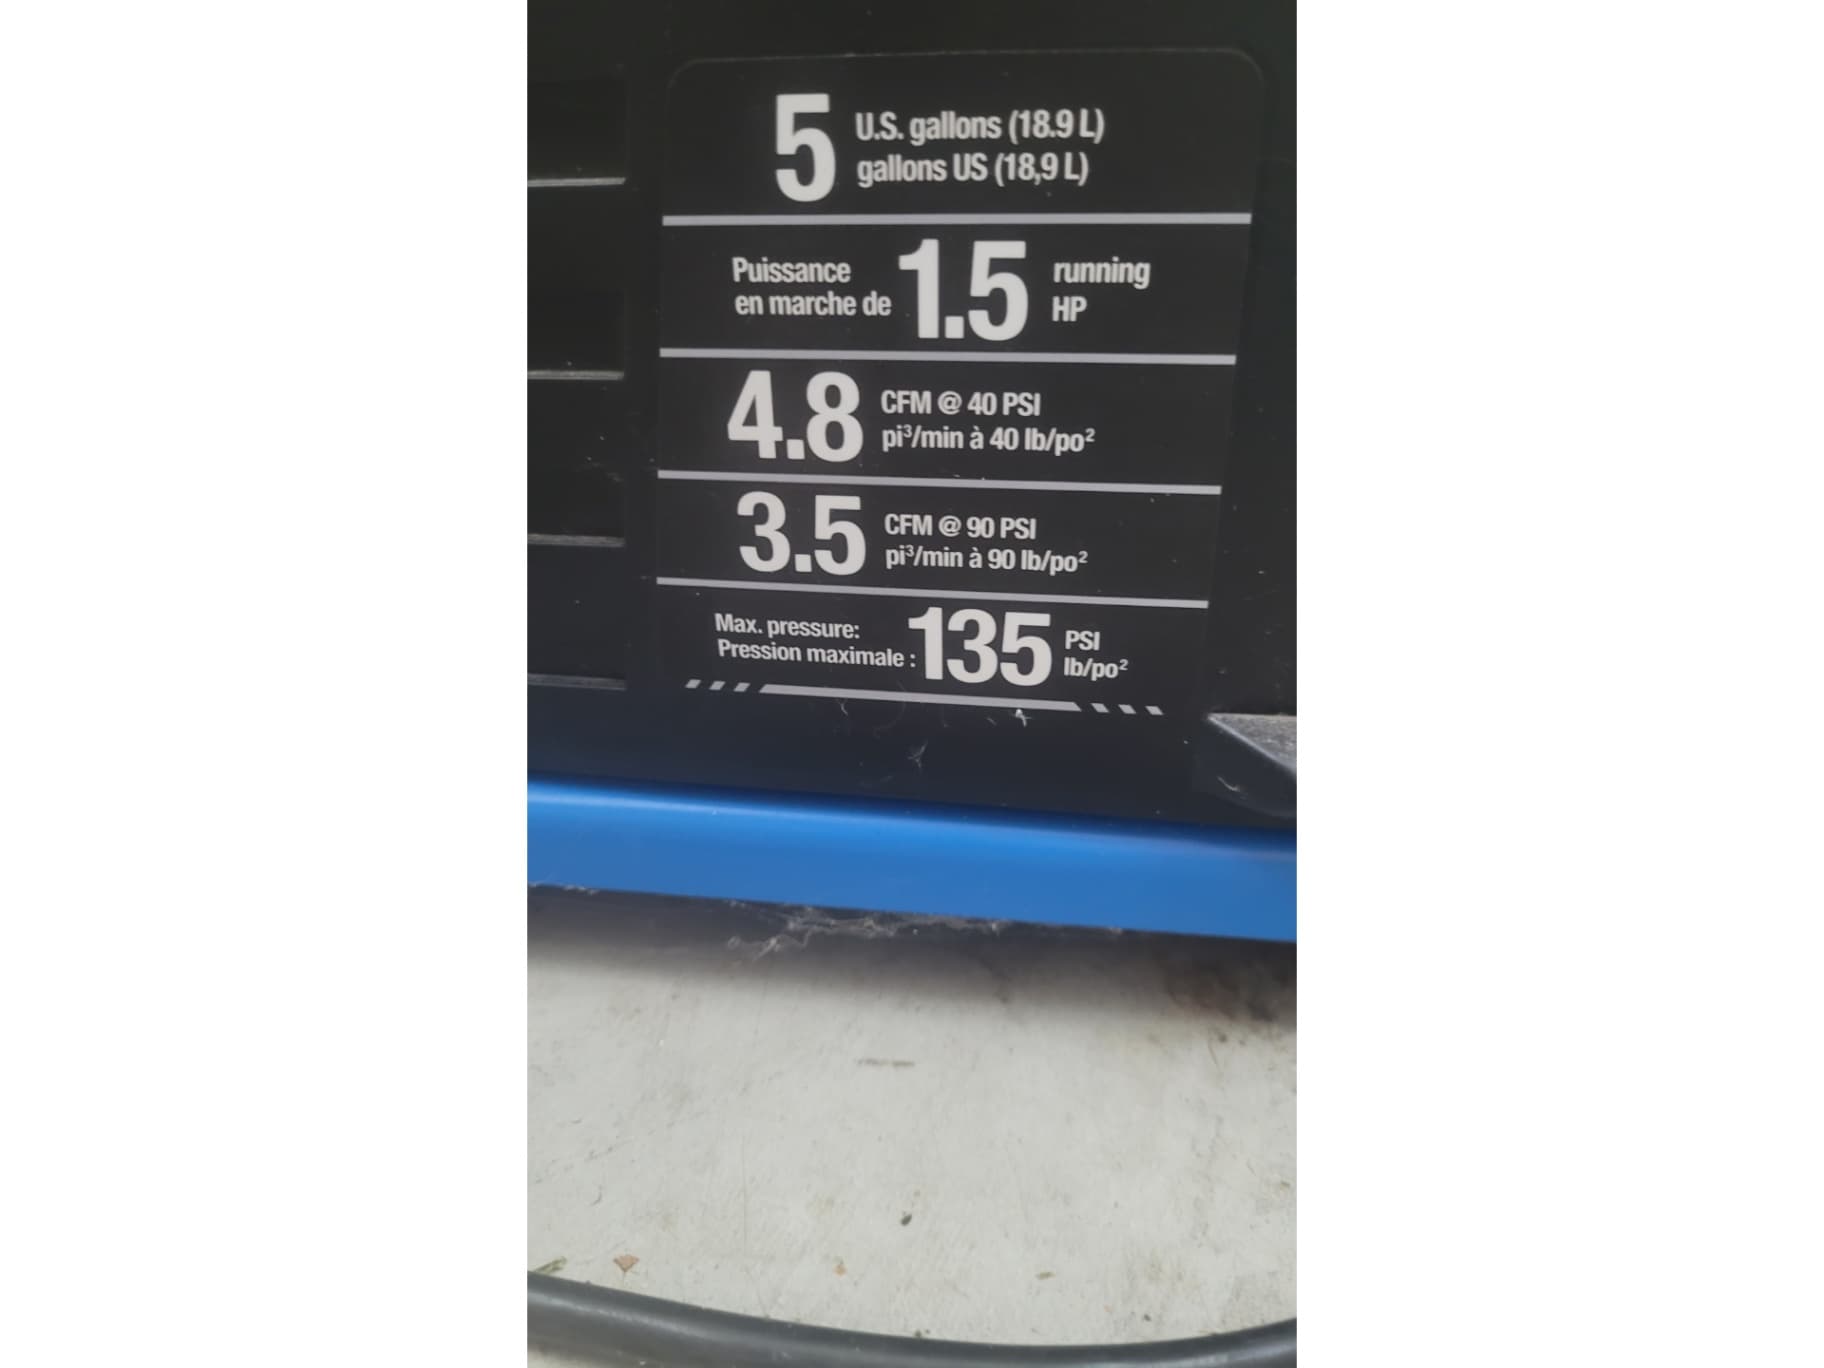 5 U.S. gallons (18.9 L)
gallons US (18,9 L)
Puissance
en marche de 1.5 running
HP
4.8 CFM @ 40 PSI
pi³/min à 40 lb/po²
3.5 CFM @ 90 PSI
pi³/min à 90 lb/po²
Max. pressure:
Pression maximale : 135 PSI
lb/po²